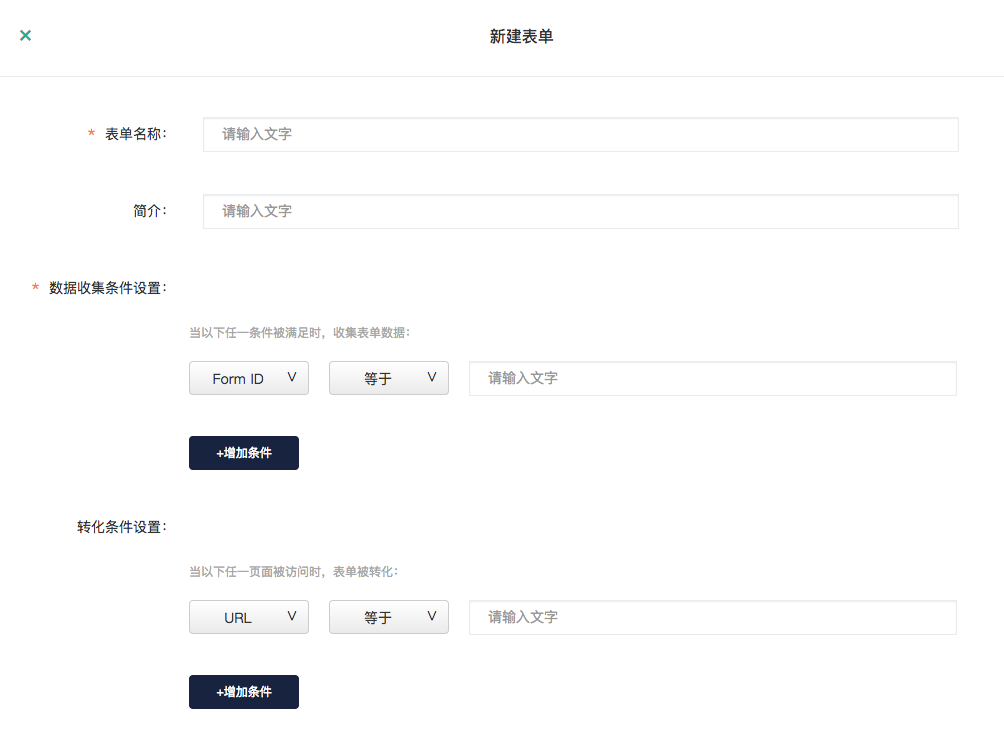 ×
新建表单
* 表单名称：
请输入文字
简介：
请输入文字
* 数据收集条件设置：
当以下任一条件被满足时，收集表单数据：
Form ID V 等于 V 请输入文字
+增加条件
转化条件设置：
当以下任一页面被访问时，表单被转化：
URL V 等于 V 请输入文字
+增加条件